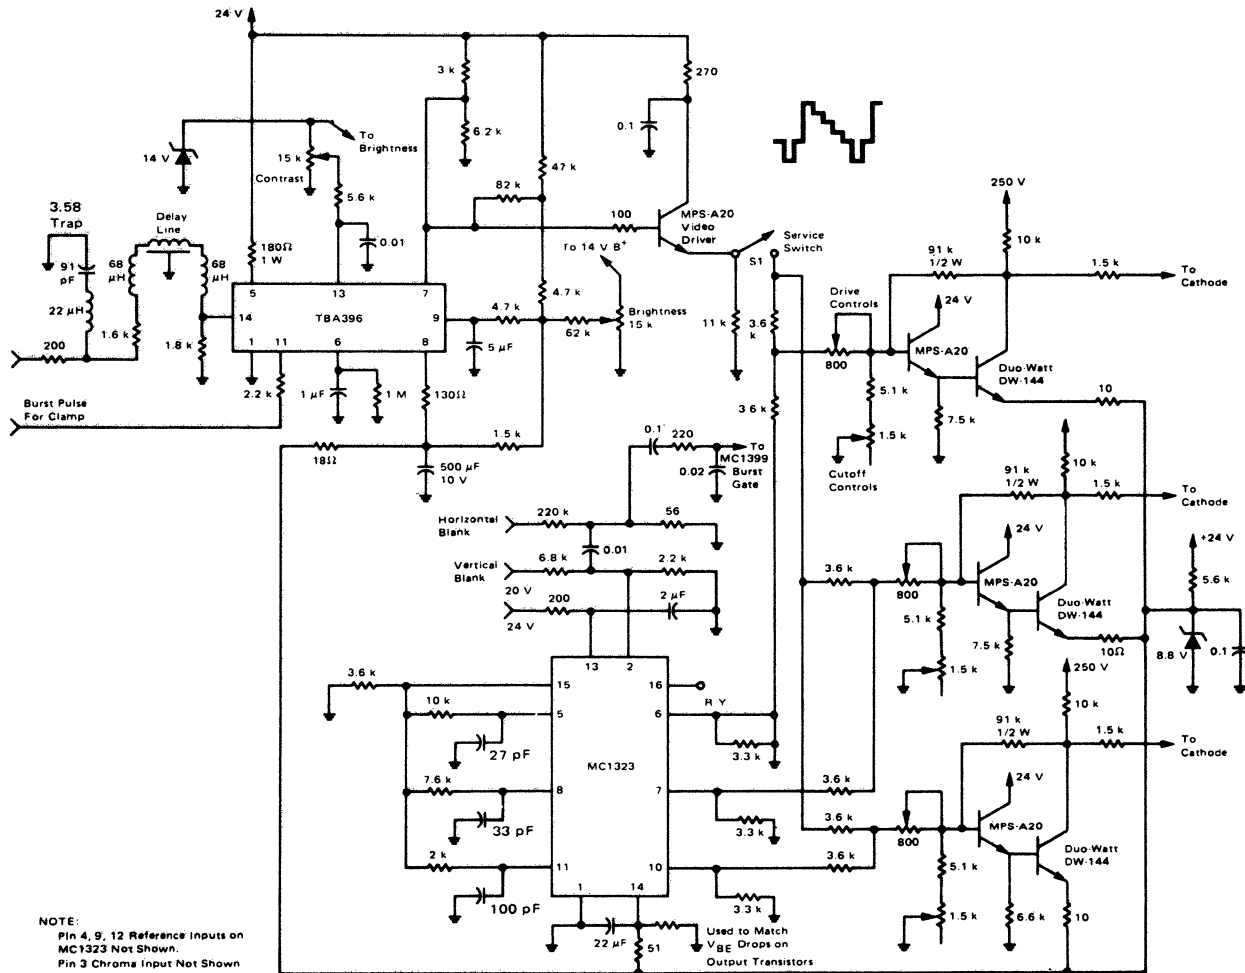 24 V
3 k
270
6.2 k
0.1
14 V
To
Brightness
15 k
Contrast
47 k
5.6 k
82 k
0.01
100
MPS-A20
Video
Driver
Service
Switch
S1
250 V
10 k
91 k
1/2 W
1.5 k
To
Cathode
3.58
Trap
Delay
Line
91
pF
68
μH
68
μH
22 μH
180Ω
1 W
To 14 V B+
5
13
7
14
TBA396
9
1
11
6
8
4.7 k
4.7 k
62 k
Brightness
15 k
5 μF
11 k
3.6
k
Drive
Controls
800
24 V
MPS-A20
Duo-Watt
DW-144
10
200
1.6 k
1.8 k
2.2 k
1 μF
1 M
130Ω
3.6 k
5.1 k
7.5 k
1.5 k
Cutoff
Controls
Burst Pulse
For Clamp
18Ω
1.5 k
500 μF
10 V
0.1
220
0.02
To
MC1399
Burst
Gate
Horizontal
Blank
220 k
56
0.01
Vertical
Blank
6.8 k
2.2 k
20 V
200
2 μF
24 V
10 k
91 k
1/2 W
1.5 k
To
Cathode
24 V
3.6 k
800
MPS-A20
Duo-Watt
DW-144
5.1 k
7.5 k
10Ω
1.5 k
+24 V
5.6 k
8.8 V
0.1
13
2
3.6 k
15
16
R Y
10 k
5
6
27 pF
3.3 k
MC1323
7.6 k
8
7
33 pF
3.3 k
2 k
11
10
100 pF
3.3 k
1
14
22 μF
51
Used to Match
VBE Drops on
Output Transistors
250 V
10 k
91 k
1/2 W
1.5 k
To
Cathode
24 V
3.6 k
3.6 k
3.6 k
800
MPS-A20
Duo-Watt
DW-144
5.1 k
1.5 k
6.6 k
10
NOTE:
Pin 4, 9, 12 Reference Inputs on
MC1323 Not Shown.
Pin 3 Chroma Input Not Shown